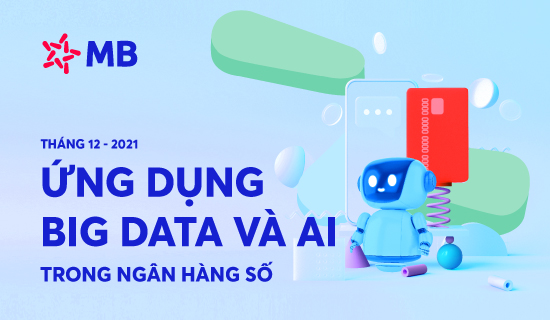 MB
THÁNG 12 - 2021
ỨNG DỤNG
BIG DATA VÀ AI
TRONG NGÂN HÀNG SỐ